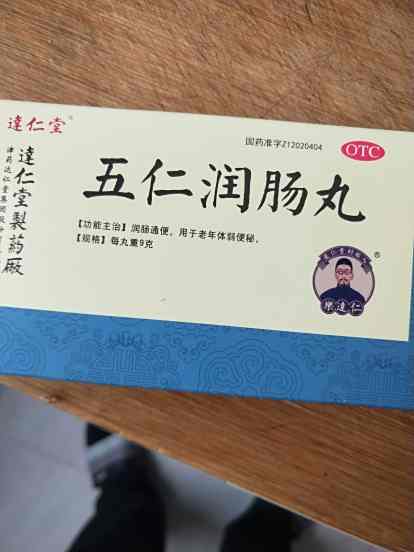 達仁堂
国药准字Z12020404
OTC
五仁润肠丸
【功能主治】润肠通便。用于老年体弱便秘。
【规格】每丸重9克
達仁堂製药厰
樂達仁